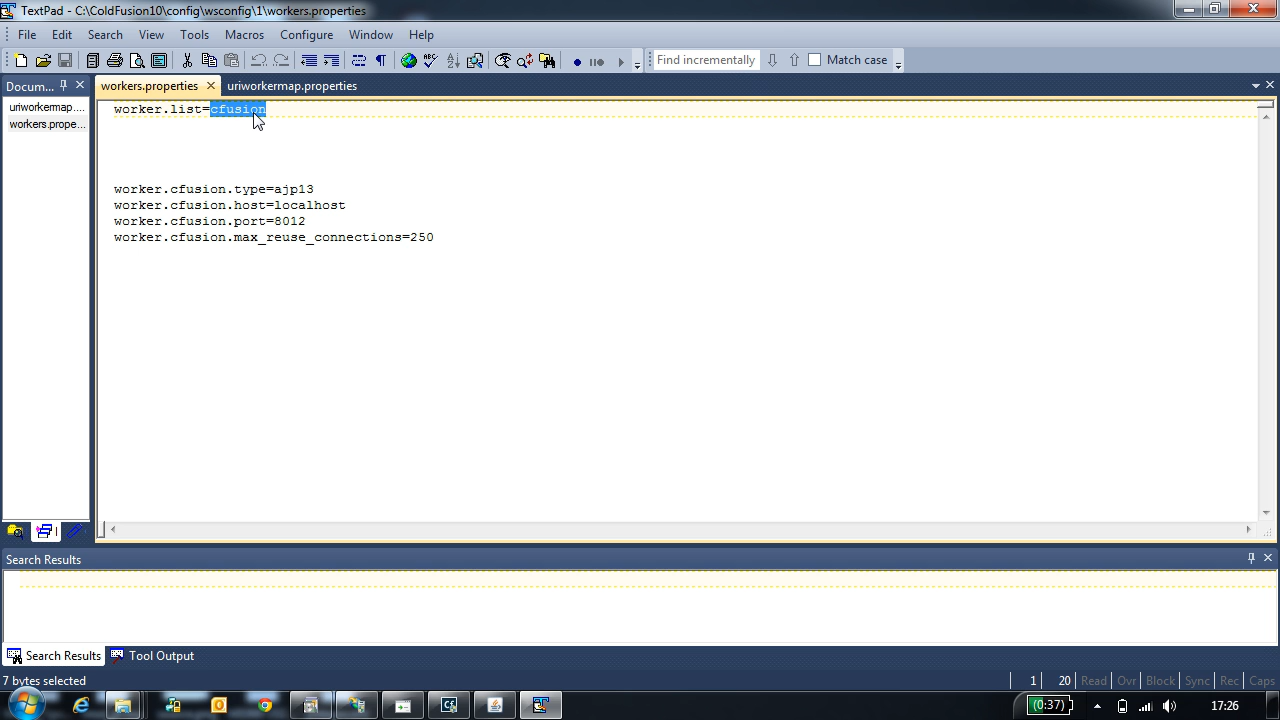 TextPad - C:\ColdFusion10\config\wsconfig\1\workers.properties
File Edit Search View Tools Macros Configure Window Help
Find incrementally Match case
Docum... workers.properties uriworkermap.properties
uriworkermap....
workers.prope...
worker.list=cfusion
worker.cfusion.type=ajp13
worker.cfusion.host=localhost
worker.cfusion.port=8012
worker.cfusion.max_reuse_connections=250
Search Results
Search Results Tool Output
7 bytes selected 1 20 Read Ovr Block Sync Rec Caps
(0:37) 17:26